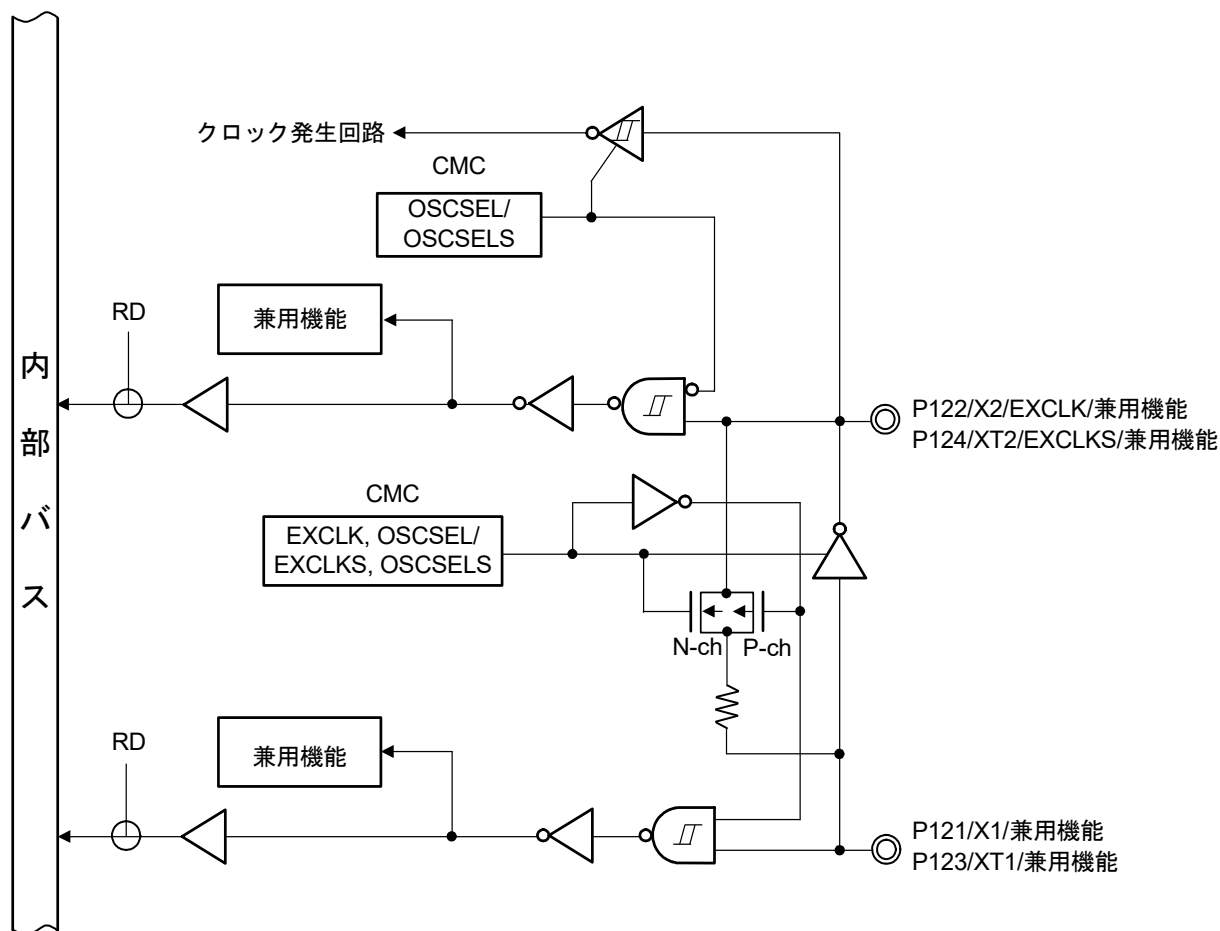 クロック発生回路
CMC
OSCSEL/
OSCSELS
RD
兼用機能
内部バス
P122/X2/EXCLK/兼用機能
P124/XT2/EXCLKS/兼用機能
CMC
EXCLK, OSCSEL/
EXCLKS, OSCSELS
N-ch
P-ch
RD
兼用機能
P121/X1/兼用機能
P123/XT1/兼用機能